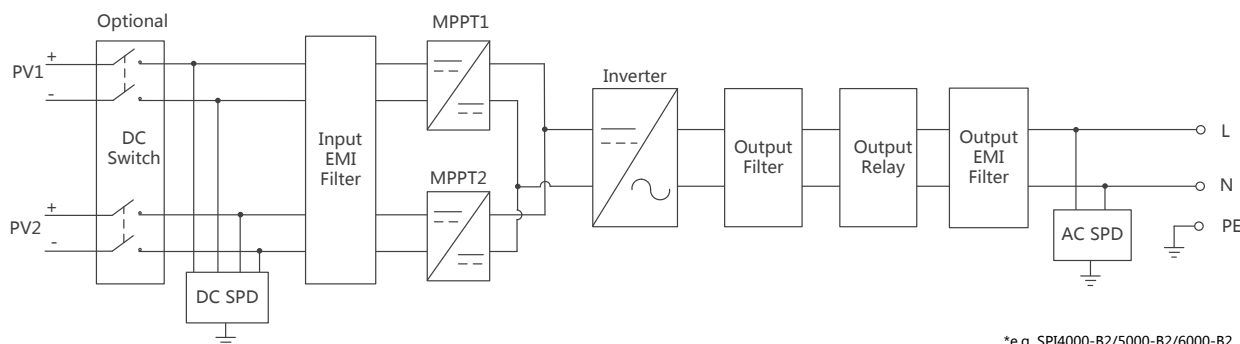 Optional
PV1
+
-
DC
Switch
PV2
+
-
DC SPD
Input
EMI
Filter
MPPT1
MPPT2
Inverter
Output
Filter
Output
Relay
Output
EMI
Filter
L
N
PE
AC SPD
*e.g. SPI4000-B2/5000-B2/6000-B2